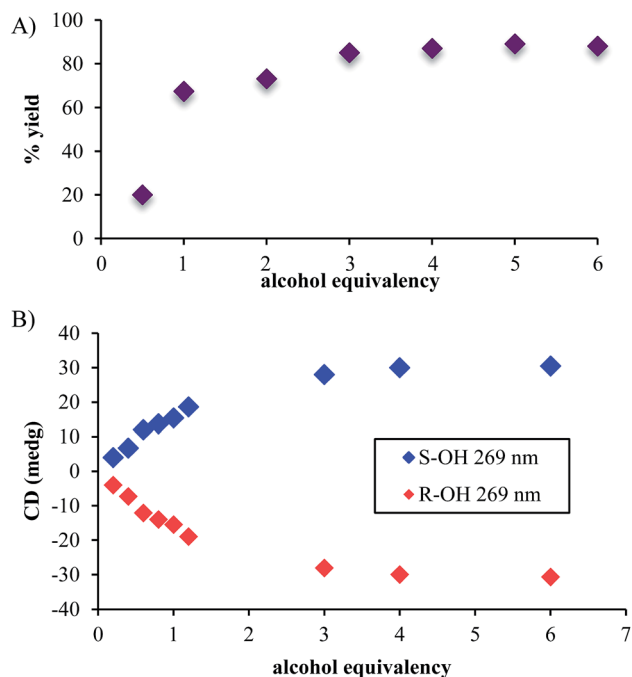 A)
% yield
100
80
60
40
20
0
0 1 2 3 4 5 6
alcohol equivalency
B)
CD (medg)
40
30
20
10
0
-10
-20
-30
-40
S-OH 269 nm
R-OH 269 nm
0 1 2 3 4 5 6 7
alcohol equivalency